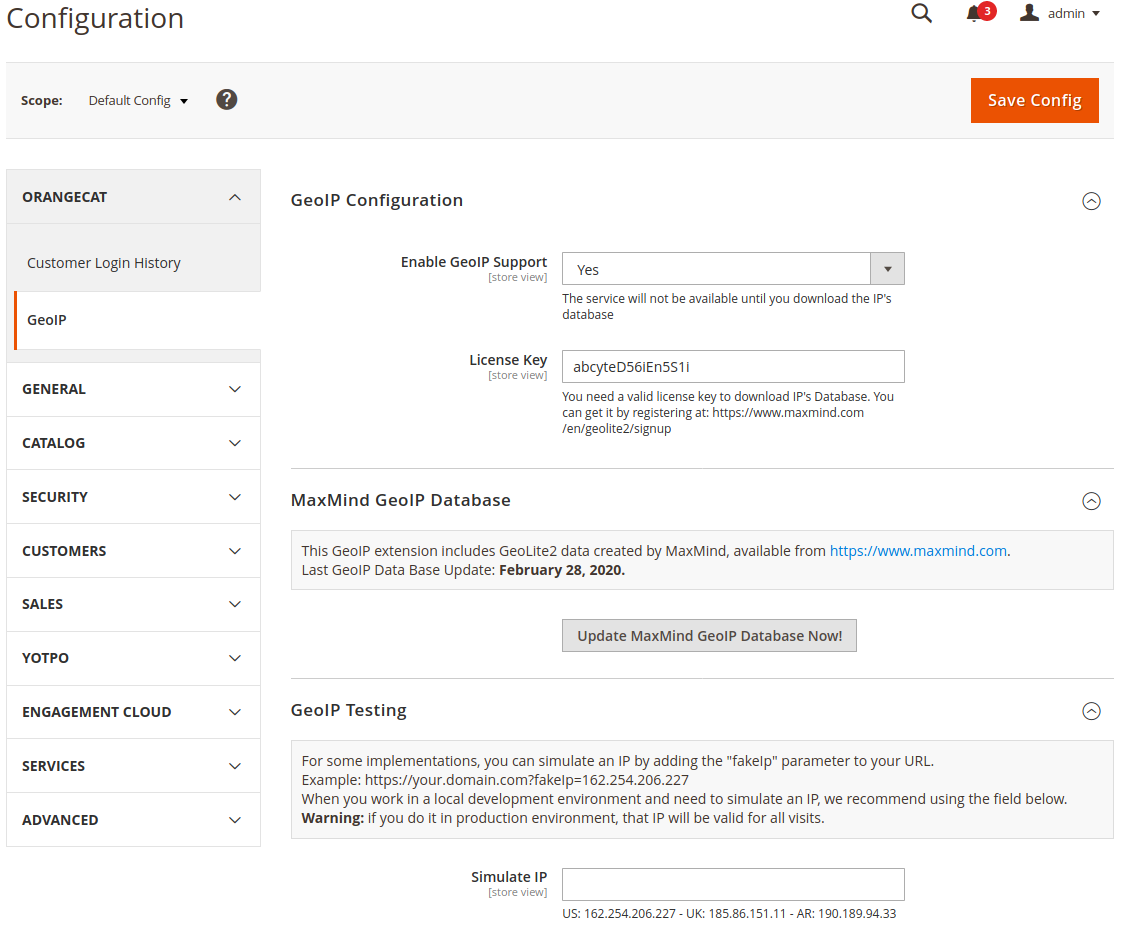 Configuration
3
admin
Scope:
Default Config
?
Save Config
ORANGECAT
Customer Login History
GeoIP
GENERAL
CATALOG
SECURITY
CUSTOMERS
SALES
YOTPO
ENGAGEMENT CLOUD
SERVICES
ADVANCED
GeoIP Configuration
Enable GeoIP Support
[store view]
Yes
The service will not be available until you download the IP's
database
License Key
[store view]
abcyteD56iEn5S1i
You need a valid license key to download IP's Database. You
can get it by registering at: https://www.maxmind.com
/en/geolite2/signup
MaxMind GeoIP Database
This GeoIP extension includes GeoLite2 data created by MaxMind, available from https://www.maxmind.com.
Last GeoIP Data Base Update: February 28, 2020.
Update MaxMind GeoIP Database Now!
GeoIP Testing
For some implementations, you can simulate an IP by adding the "fakeIp" parameter to your URL.
Example: https://your.domain.com?fakeIp=162.254.206.227
When you work in a local development environment and need to simulate an IP, we recommend using the field below.
Warning: if you do it in production environment, that IP will be valid for all visits.
Simulate IP
[store view]
US: 162.254.206.227 - UK: 185.86.151.11 - AR: 190.189.94.33